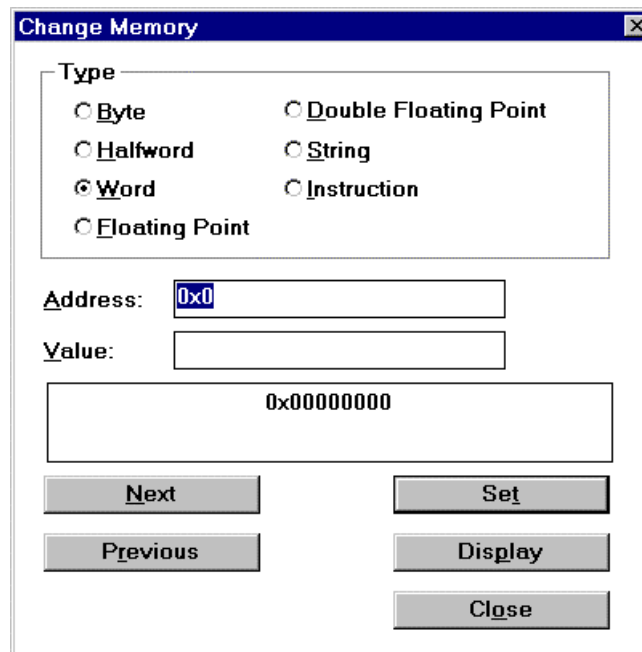 Change Memory
Type
Byte
Double Floating Point
Halfword
String
Word
Instruction
Floating Point
Address:
0x0
Value:
0x00000000
Next
Set
Previous
Display
Close